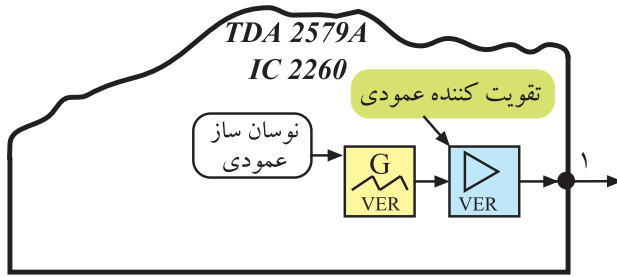 TDA 2579A
IC 2260
تقویت کننده عمودی
نوسان ساز
عمودی
G
VER
VER
۱